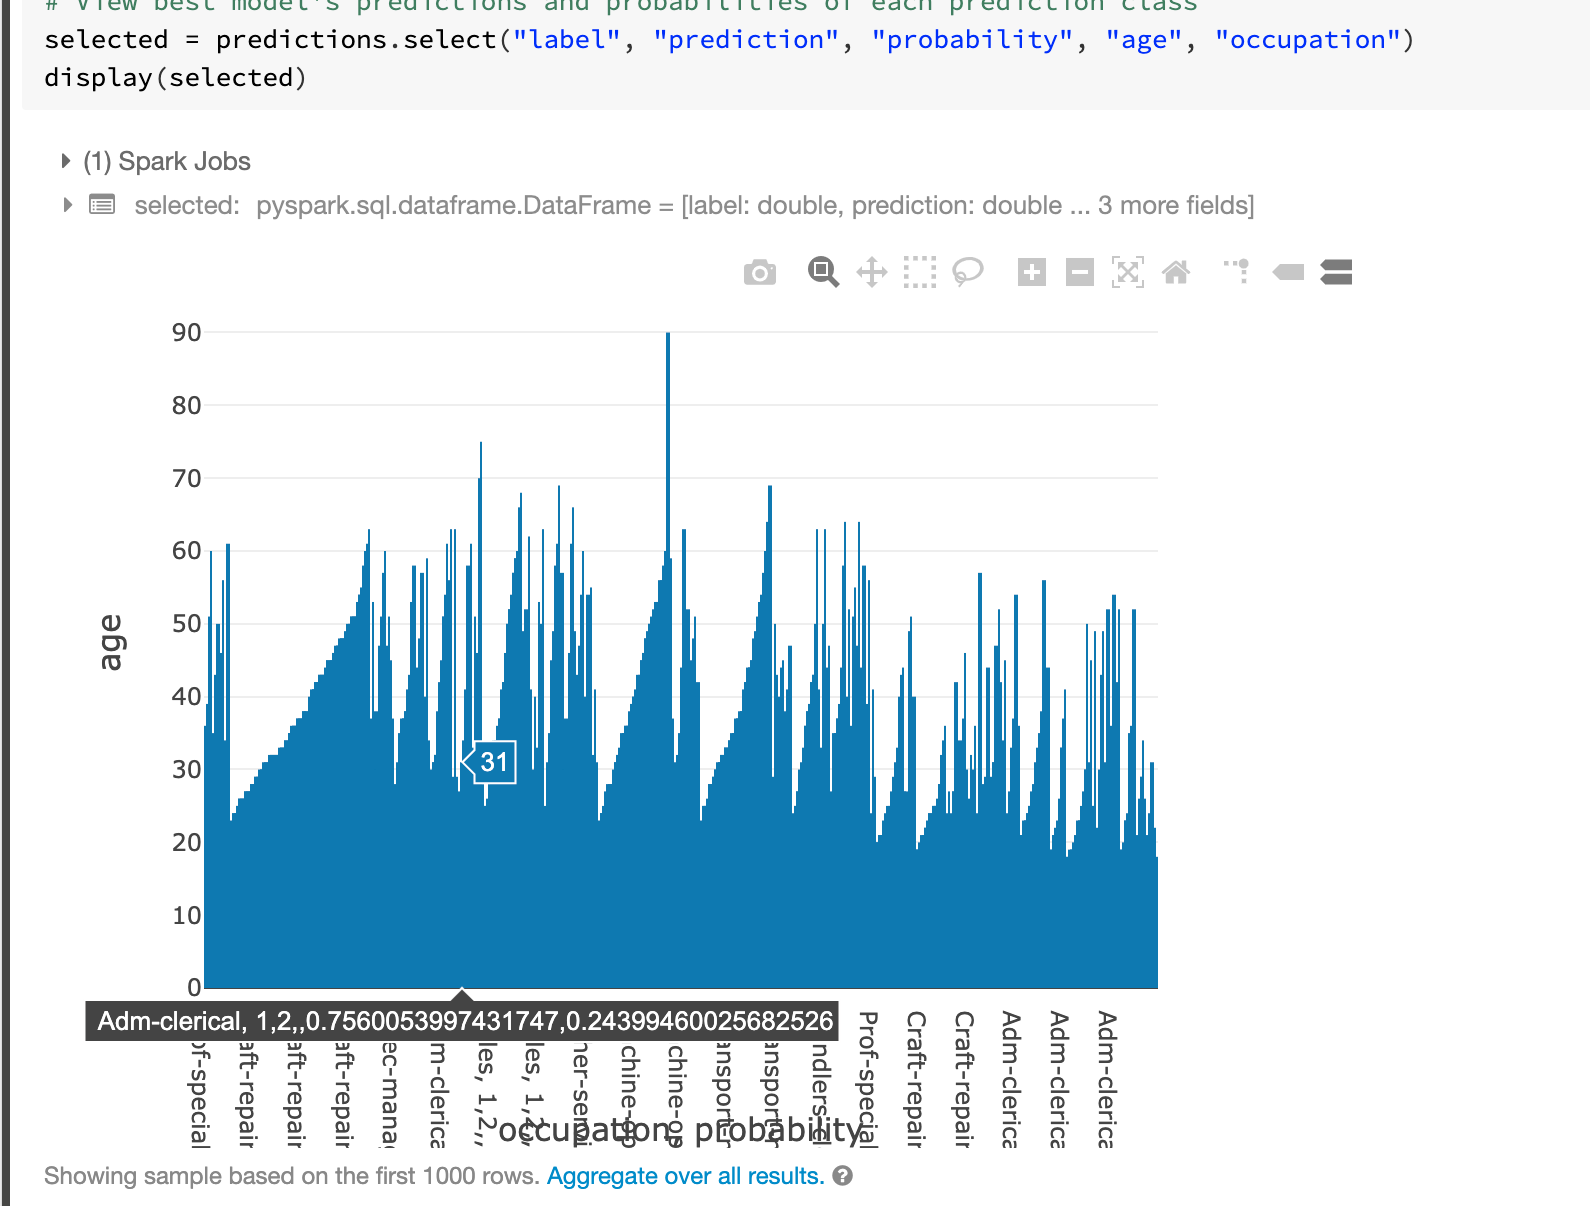 # View best model's predictions and probabilities of each prediction class
selected = predictions.select("label", "prediction", "probability", "age", "occupation")
display(selected)
(1) Spark Jobs
selected: pyspark.sql.dataframe.DataFrame = [label: double, prediction: double ... 3 more fields]
90
80
70
60
50
40
30
20
10
0
age
31
Adm-clerical, 1,2,,0.7560053997431747,0.24399460025682526
of-special
aft-repair
aft-repair
aft-repair
ec-manag
m-clerica
les, 1,2,,
les, 1,2,,
her-servi
chine-op
chine-op
ansport-
ansport-
ndlers-cl
Prof-special
Craft-repair
Craft-repair
Adm-clerica
Adm-clerica
Adm-clerica
occupation, probability
Showing sample based on the first 1000 rows. Aggregate over all results. ?